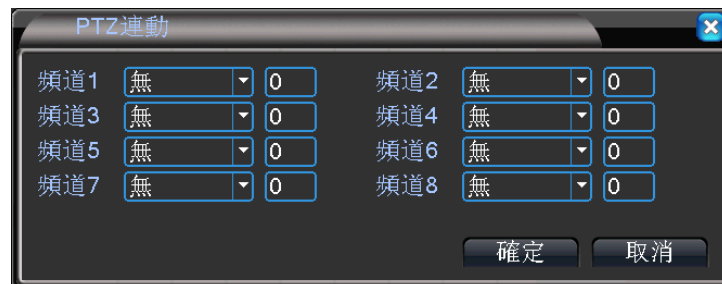 PTZ連動
頻道1 無 0 頻道2 無 0
頻道3 無 0 頻道4 無 0
頻道5 無 0 頻道6 無 0
頻道7 無 0 頻道8 無 0
確定 取消